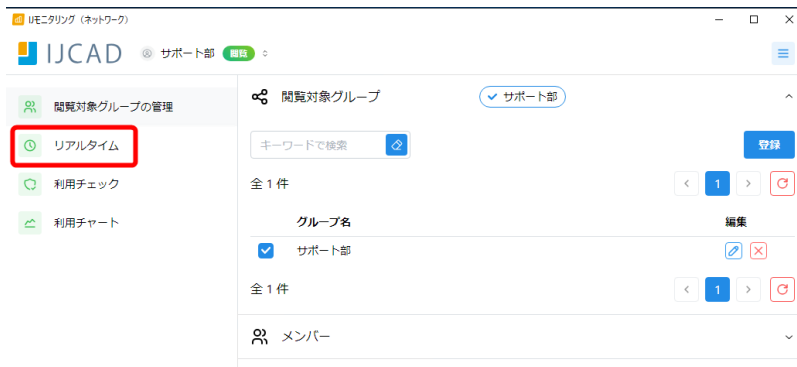 IJモニタリング（ネットワーク）
IJCAD サポート部 閲覧
閲覧対象グループの管理
リアルタイム
利用チェック
利用チャート
閲覧対象グループ サポート部
キーワードで検索 登録
全 1 件 1
グループ名 編集
サポート部
全 1 件 1
メンバー